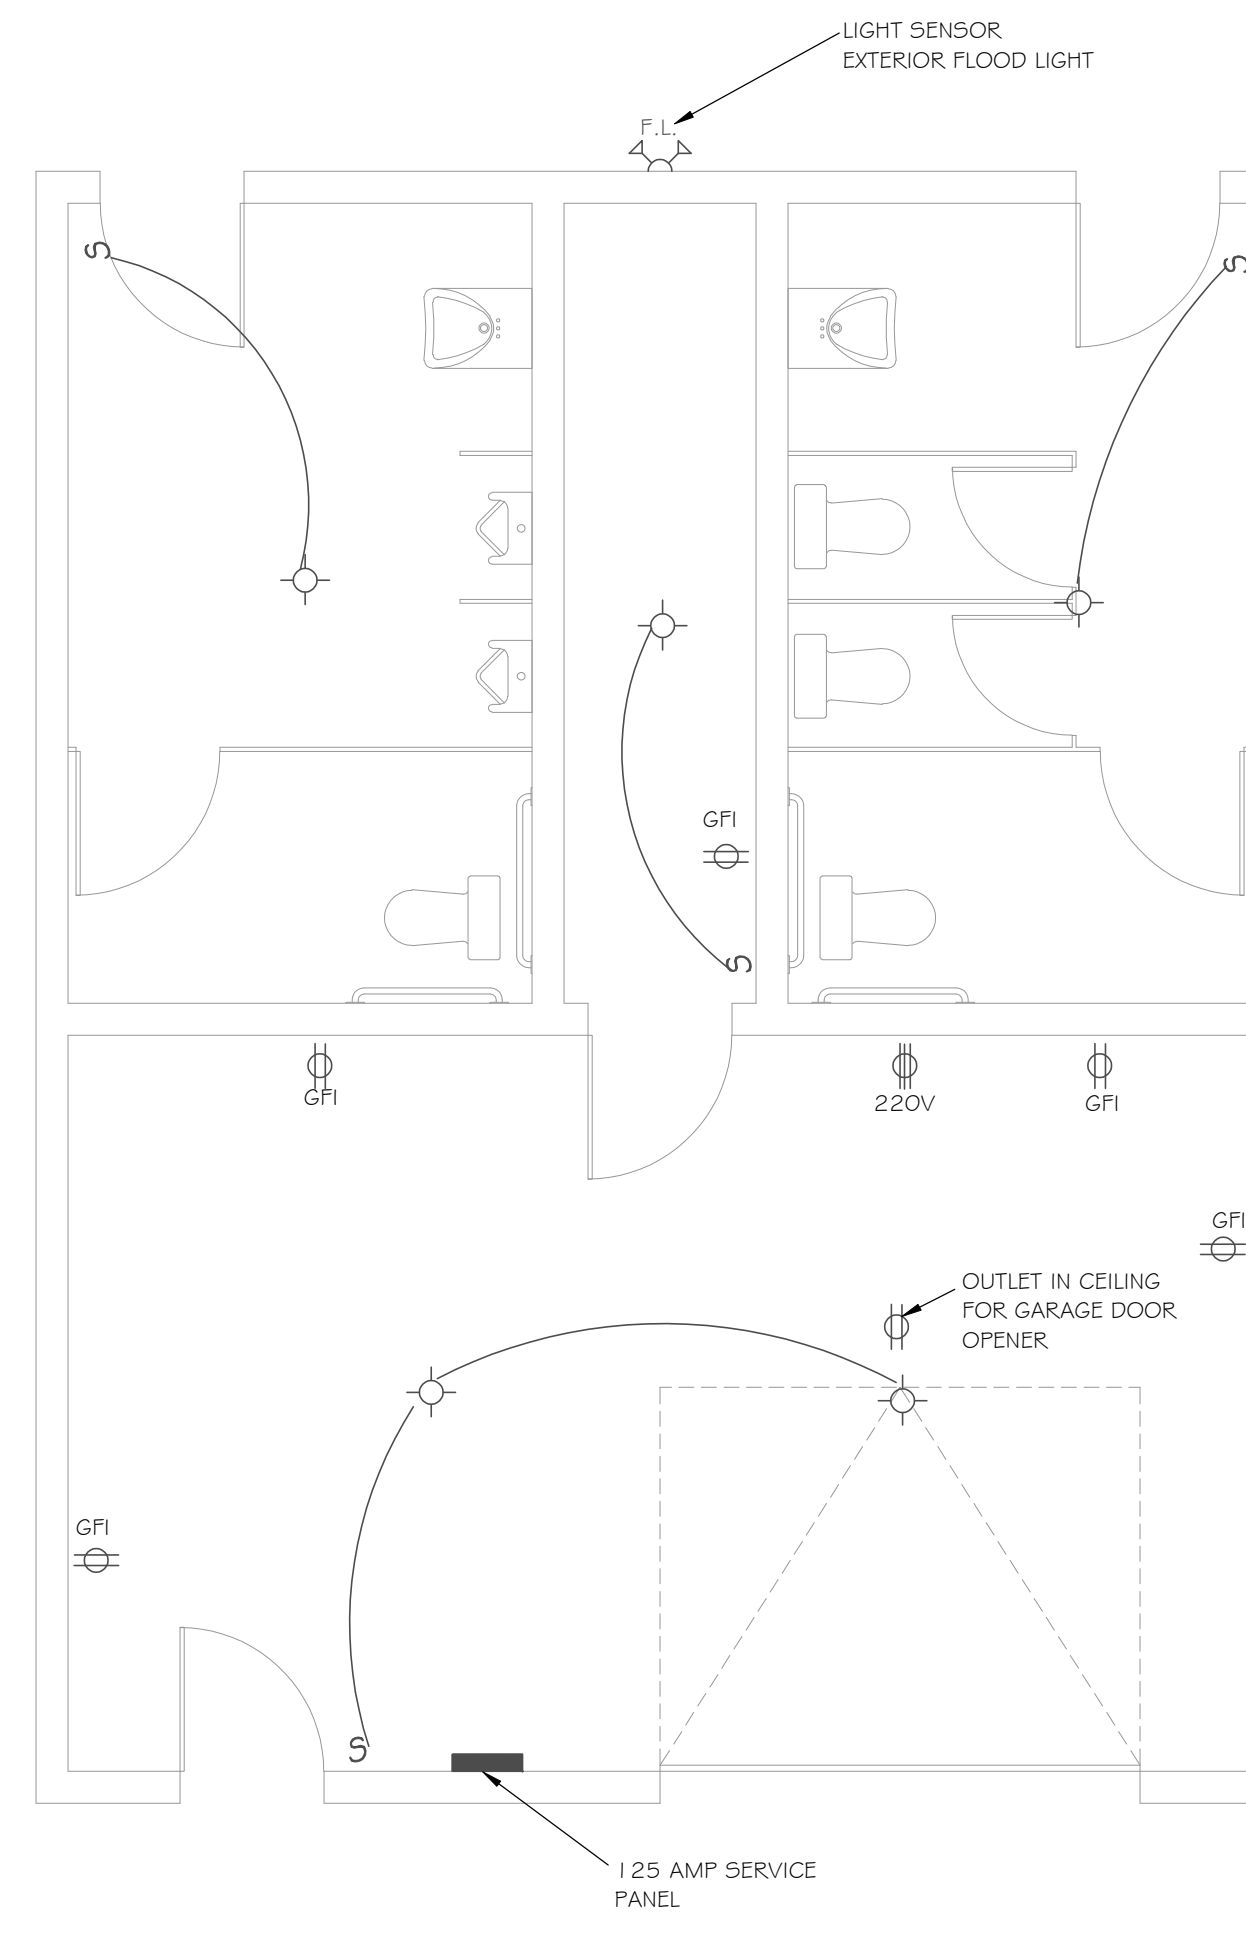 LIGHT SENSOR
EXTERIOR FLOOD LIGHT
F.L.
S
S
GFI
S
GFI
220V
GFI
GFI
OUTLET IN CEILING
FOR GARAGE DOOR
OPENER
GFI
S
125 AMP SERVICE
PANEL